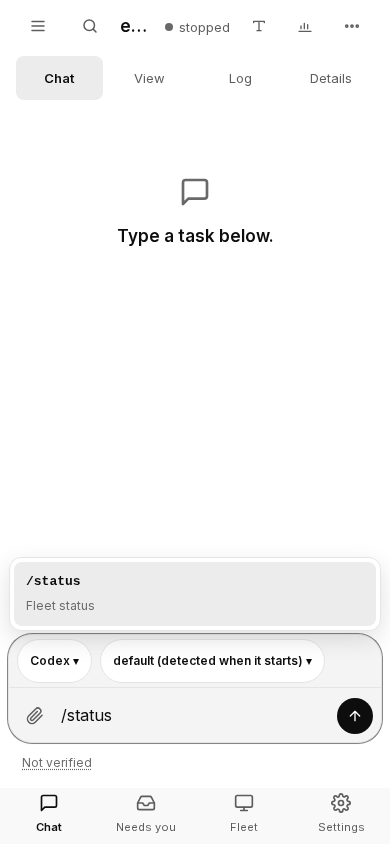 e... stopped
Chat View Log Details
Type a task below.
/status
Fleet status
Codex ▾ default (detected when it starts) ▾
/status
Not verified
Chat Needs you Fleet Settings